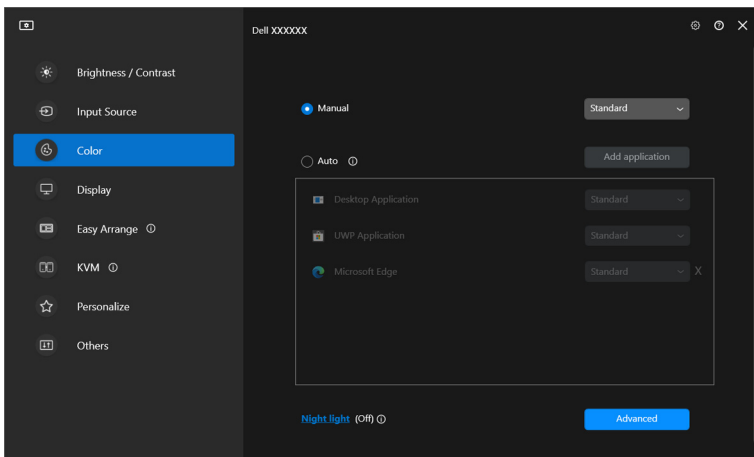 Dell XXXXXX
Brightness / Contrast
Input Source
Color
Display
Easy Arrange
KVM
Personalize
Others
Manual
Standard
Auto
Add application
Desktop Application
Standard
UWP Application
Standard
Microsoft Edge
Standard
X
Night light (Off)
Advanced